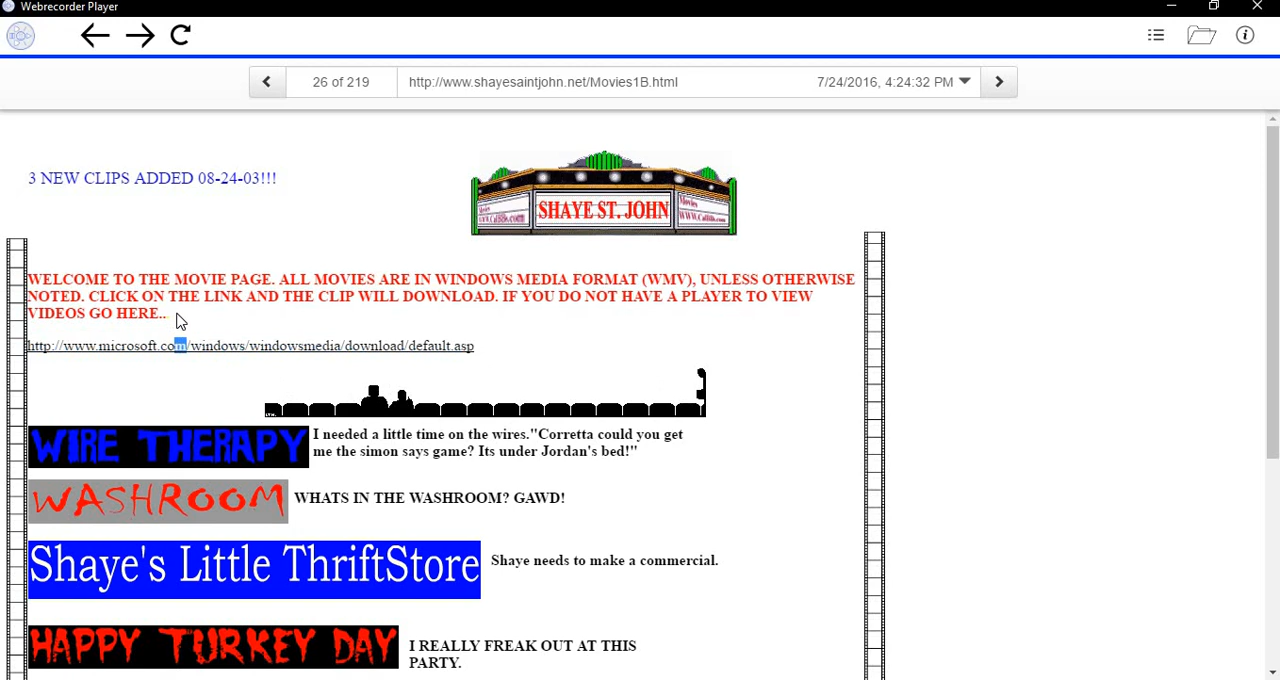 Webrecorder Player
26 of 219
http://www.shayesaintjohn.net/Movies1B.html
7/24/2016, 4:24:32 PM
3 NEW CLIPS ADDED 08-24-03!!!
SHAYE ST. JOHN
WELCOME TO THE MOVIE PAGE. ALL MOVIES ARE IN WINDOWS MEDIA FORMAT (WMV), UNLESS OTHERWISE
NOTED. CLICK ON THE LINK AND THE CLIP WILL DOWNLOAD. IF YOU DO NOT HAVE A PLAYER TO VIEW
VIDEOS GO HERE..
http://www.microsoft.com/windows/windowsmedia/download/default.asp
WIRE THERAPY
I needed a little time on the wires."Corretta could you get
me the simon says game? Its under Jordan's bed!"
WASHROOM
WHATS IN THE WASHROOM? GAWD!
Shaye's Little ThriftStore
Shaye needs to make a commercial.
HAPPY TURKEY DAY
I REALLY FREAK OUT AT THIS
PARTY.